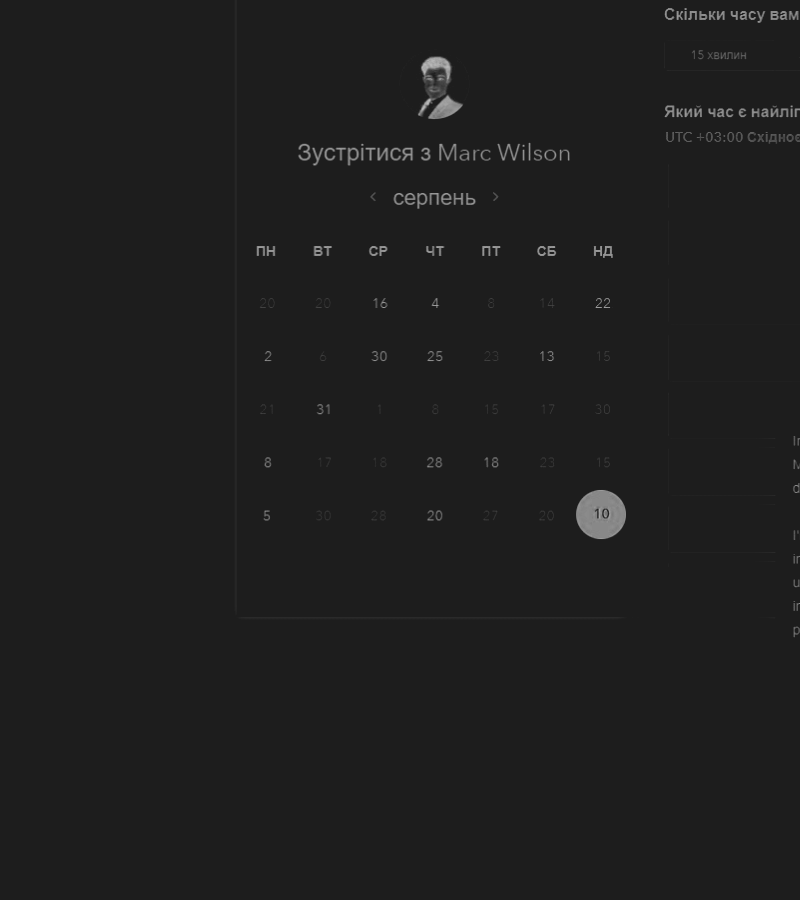 Зустрітися з Marc Wilson
серпень
ПН ВТ СР ЧТ ПТ СБ НД
20 20 16 4 8 14 22
2 6 30 25 23 13 15
21 31 1 8 15 17 30
8 17 18 28 18 23 15
5 30 28 20 27 20 10
Скільки часу вам
15 хвилин
Який час є
UTC +03:00
I'